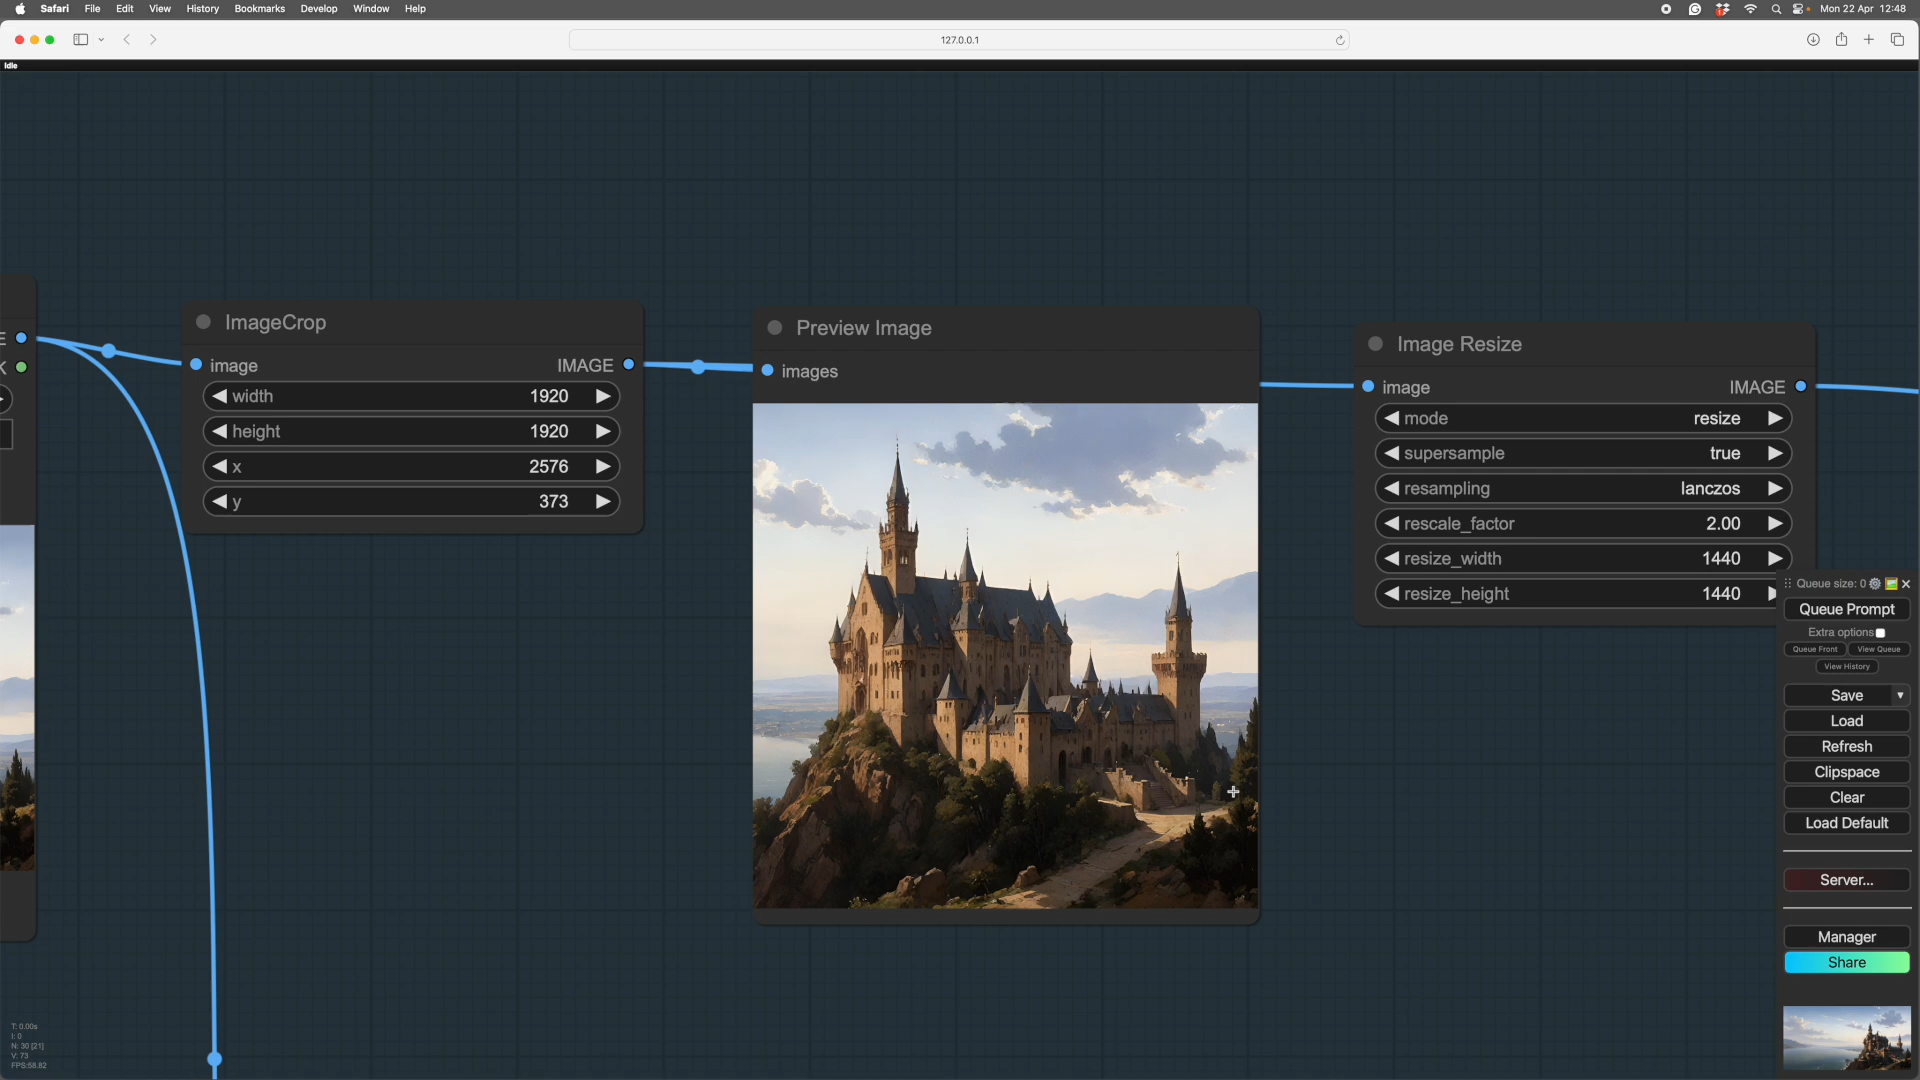 Safari File Edit View History Bookmarks Develop Window Help Mon 22 Apr 12:48
127.0.0.1
Idle
E
K
ImageCrop
image IMAGE
width 1920
height 1920
x 2576
y 373
Preview Image
images
Image Resize
image IMAGE
mode resize
supersample true
resampling lanczos
rescale_factor 2.00
resize_width 1440
resize_height 1440
Queue size: 0
Queue Prompt
Extra options
Queue Front View Queue
View History
Save
Load
Refresh
Clipspace
Clear
Load Default
Server...
Manager
Share
T: 0.00s
I: 0
N: 30 [21]
V: 73
FPS:58.82